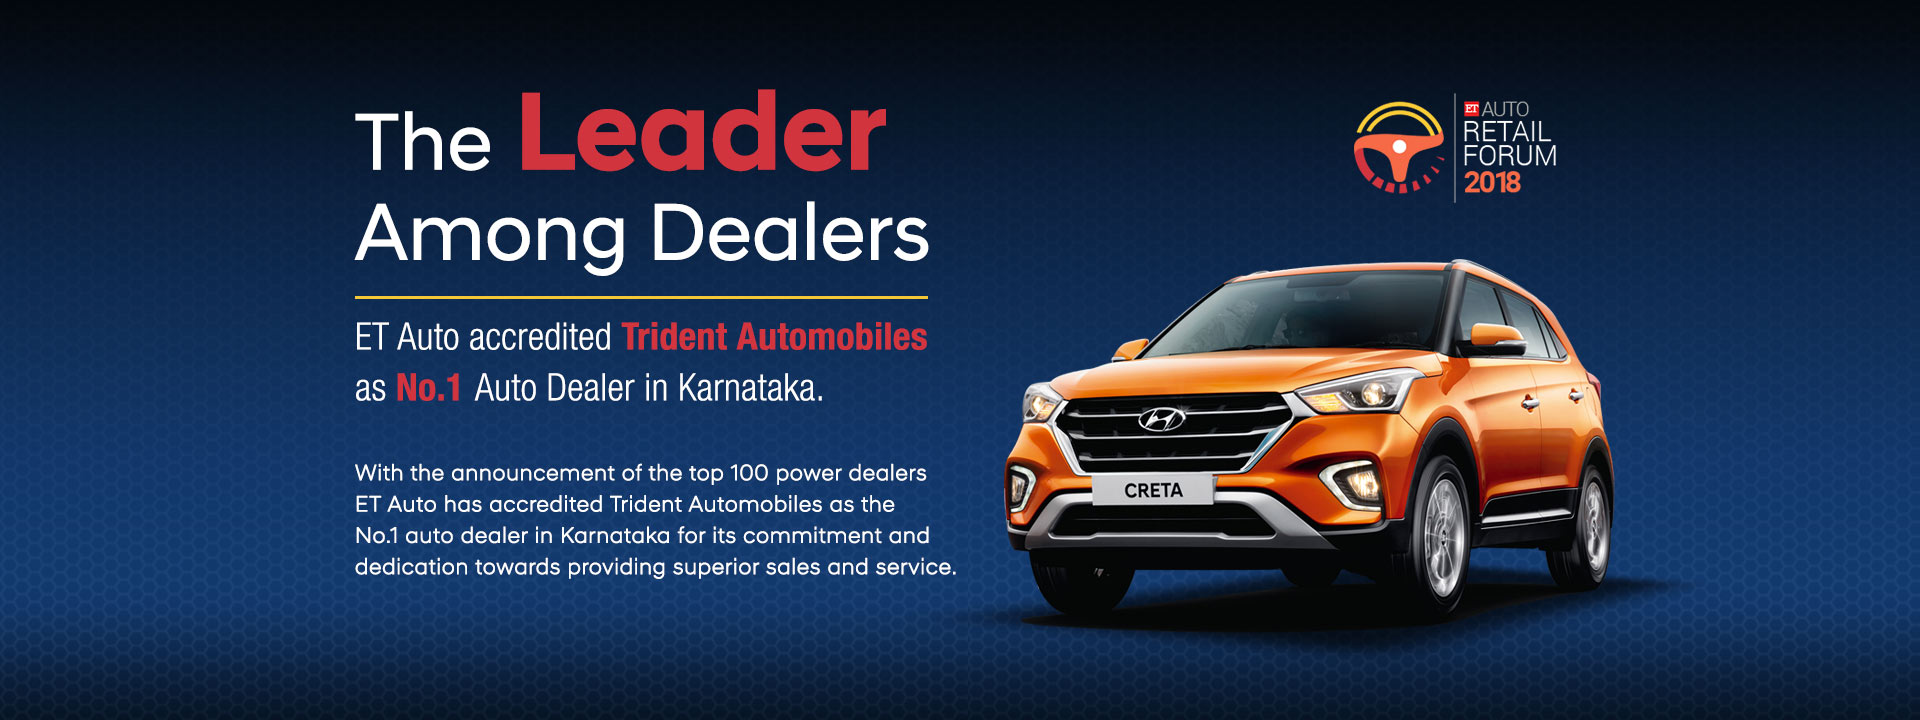 The Leader
Among Dealers
ET Auto accredited Trident Automobiles
as No.1 Auto Dealer in Karnataka.
With the announcement of the top 100 power dealers
ET Auto has accredited Trident Automobiles as the
No.1 auto dealer in Karnataka for its commitment and
dedication towards providing superior sales and service.
ET AUTO
RETAIL
FORUM
2018
CRETA